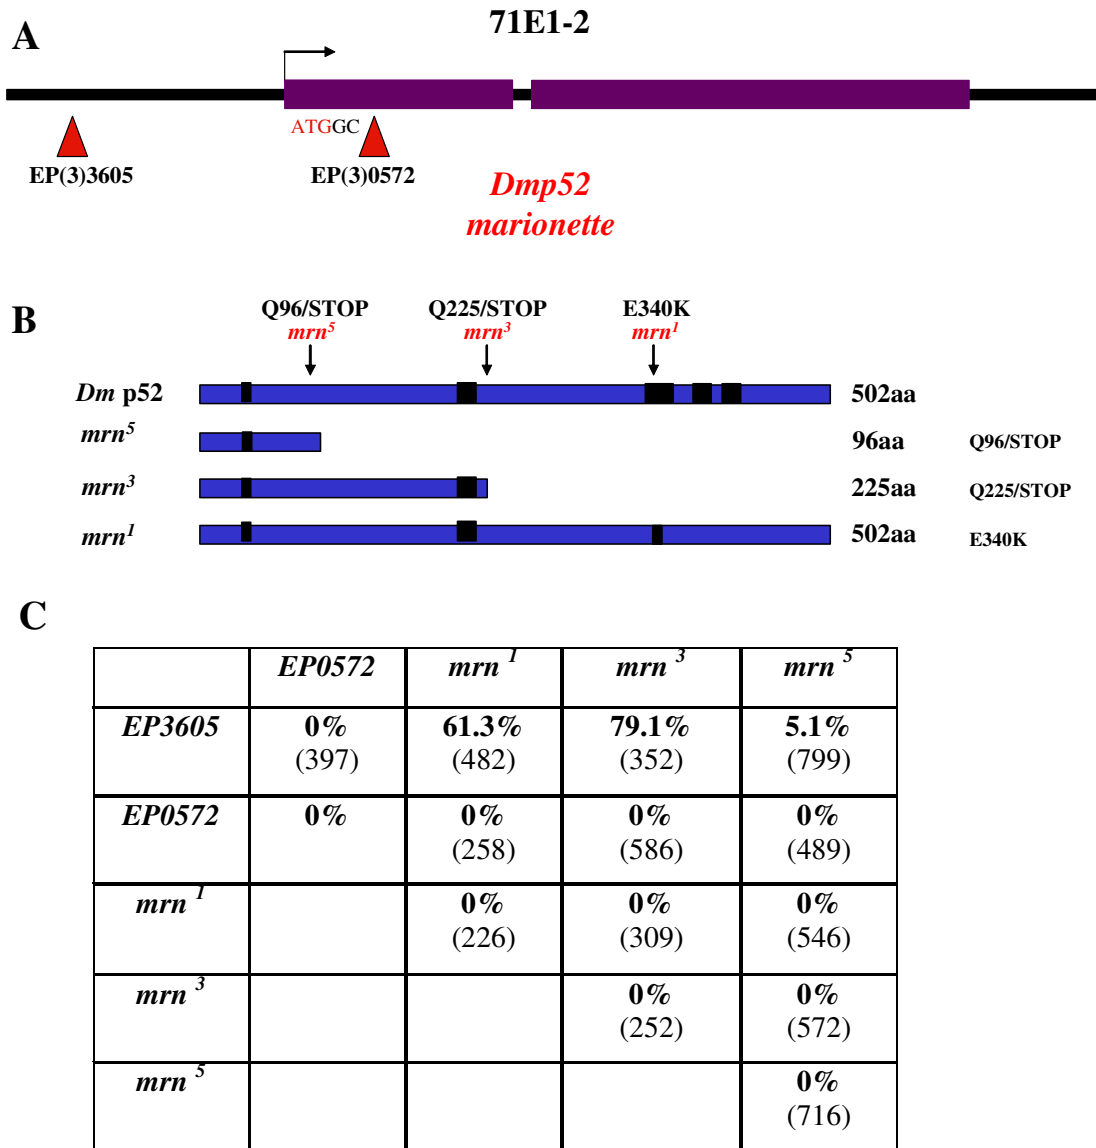 A
71E1-2
ATGGC
EP(3)3605
EP(3)0572
Dmp52
marionette
B
Q96/STOP Q225/STOP E340K
mrn5 mrn3 mrn1
Dm p52 502aa
mrn5 96aa Q96/STOP
mrn3 225aa Q225/STOP
mrn1 502aa E340K
C
EP0572 mrn 1 mrn 3 mrn 5
EP3605 0% 61.3% 79.1% 5.1%
(397) (482) (352) (799)
EP0572 0% 0% 0% 0%
(258) (586) (489)
mrn 1 0% 0% 0%
(226) (309) (546)
mrn 3 0% 0%
(252) (572)
mrn 5 0%
(716)